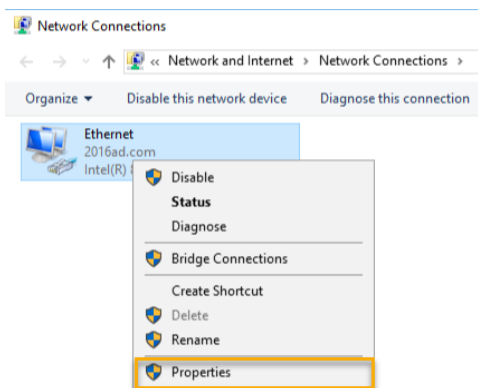 Network Connections
« Network and Internet > Network Connections >
Organize Disable this network device Diagnose this connection
Ethernet
2016ad.com
Intel(R)
Disable
Status
Diagnose
Bridge Connections
Create Shortcut
Delete
Rename
Properties